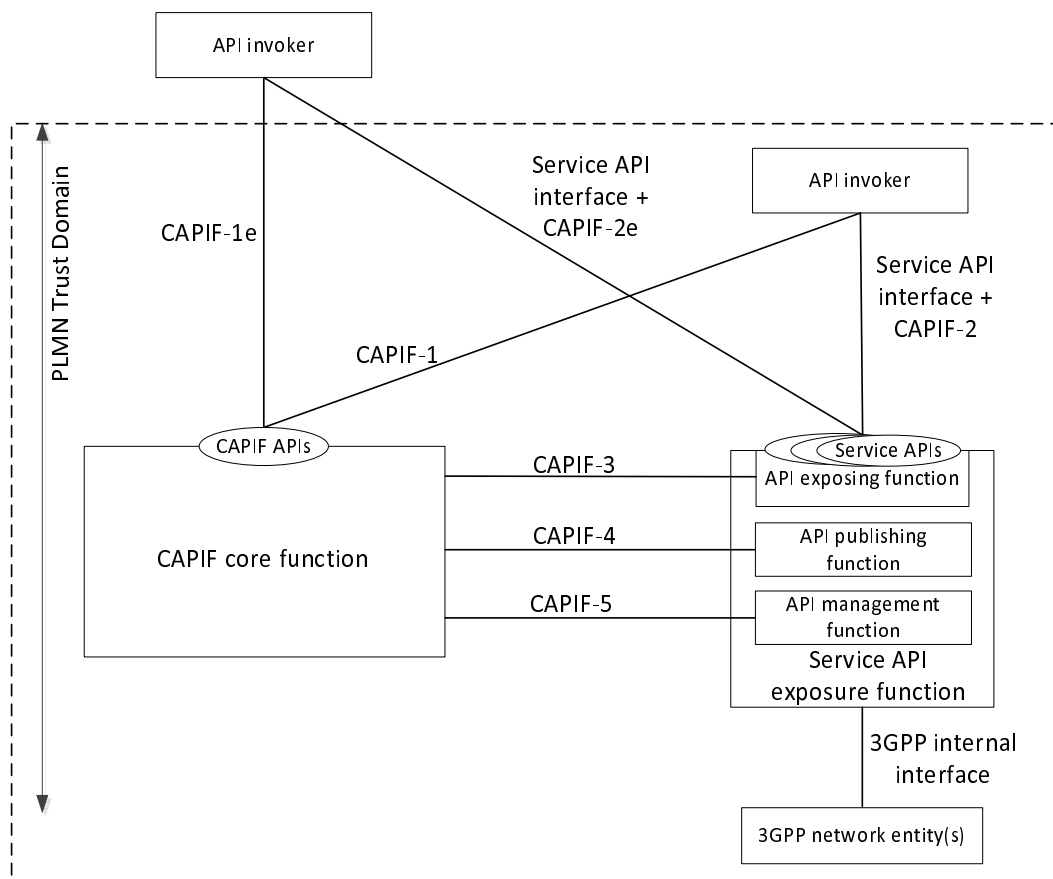 API invoker
Service API
interface +
CAPIF-2e
API invoker
PLMN Trust Domain
CAPIF-1e
Service API
interface +
CAPIF-2
CAPIF-1
CAPIF APIs
Service APIs
CAPIF-3
API exposing function
CAPIF core function
CAPIF-4
API publishing
function
CAPIF-5
API management
function
Service API
exposure function
3GPP internal
interface
3GPP network entity(s)